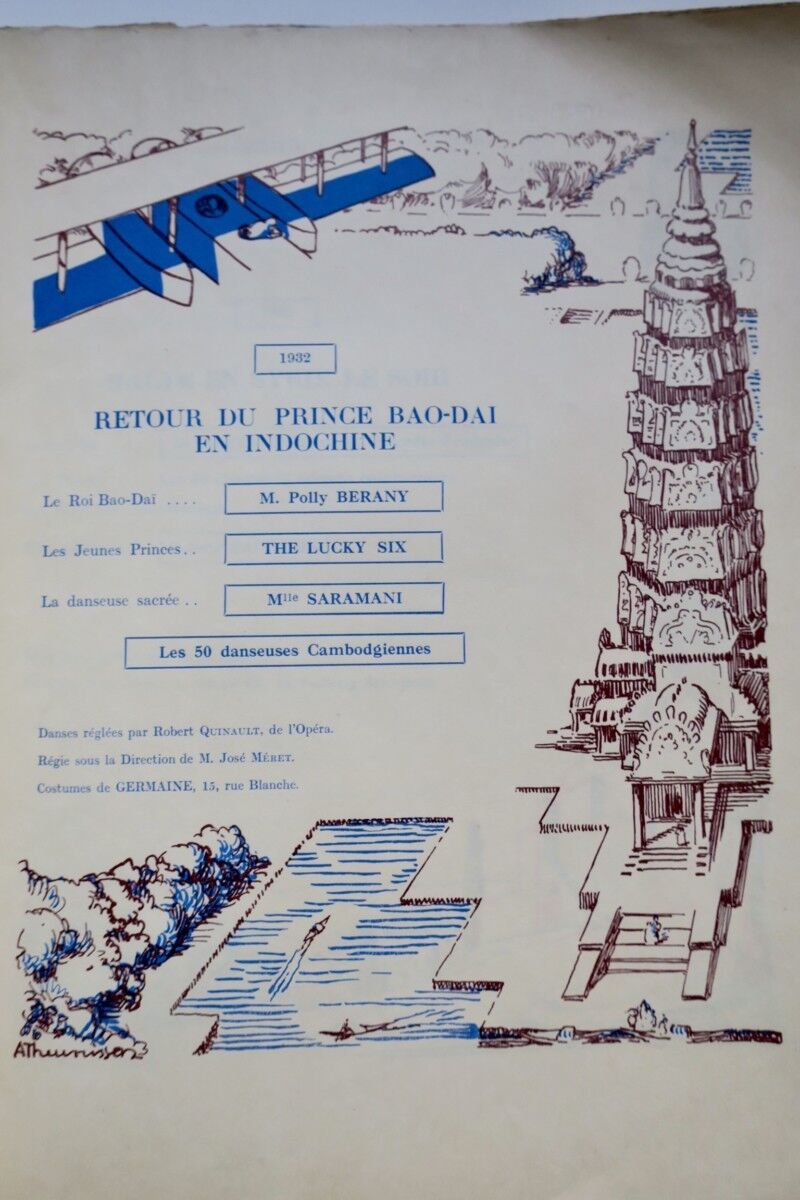 1932
RETOUR DU PRINCE BAO-DAI
EN INDOCHINE
Le Roi Bao-Daï .... M. Polly BERANY
Les Jeunes Princes.. THE LUCKY SIX
La danseuse sacrée .. Mlle SARAMANI
Les 50 danseuses Cambodgiennes
Danses réglées par Robert QUINAULT, de l'Opéra.
Régie sous la Direction de M. José MÉRET.
Costumes de GERMAINE, 15, rue Blanche.